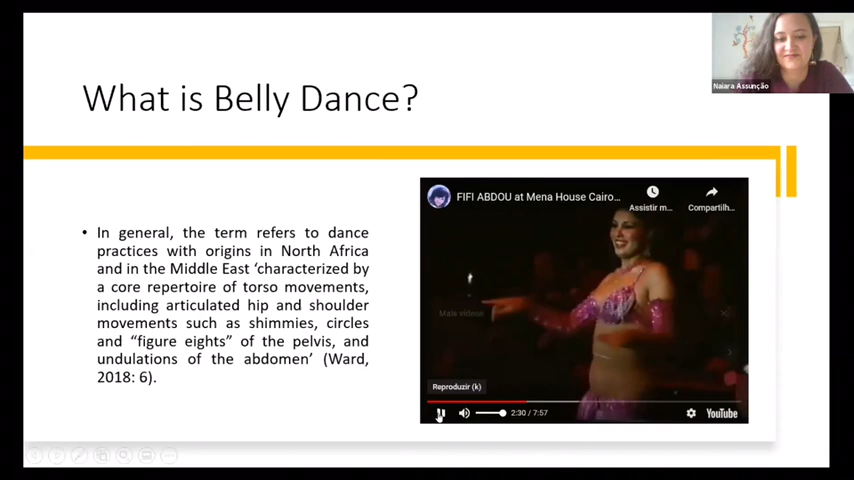 Naiara Assunção
What is Belly Dance?
• In general, the term refers to dance
practices with origins in North Africa
and in the Middle East ‘characterized by
a core repertoire of torso movements,
including articulated hip and shoulder
movements such as shimmies, circles
and “figure eights” of the pelvis, and
undulations of the abdomen’ (Ward,
2018: 6).
FIFI ABDOU at Mena House Cairo...
Assistir m...
Compartilh...
Mais vídeos
Reproduzir (k)
2:30 / 7:57
YouTube